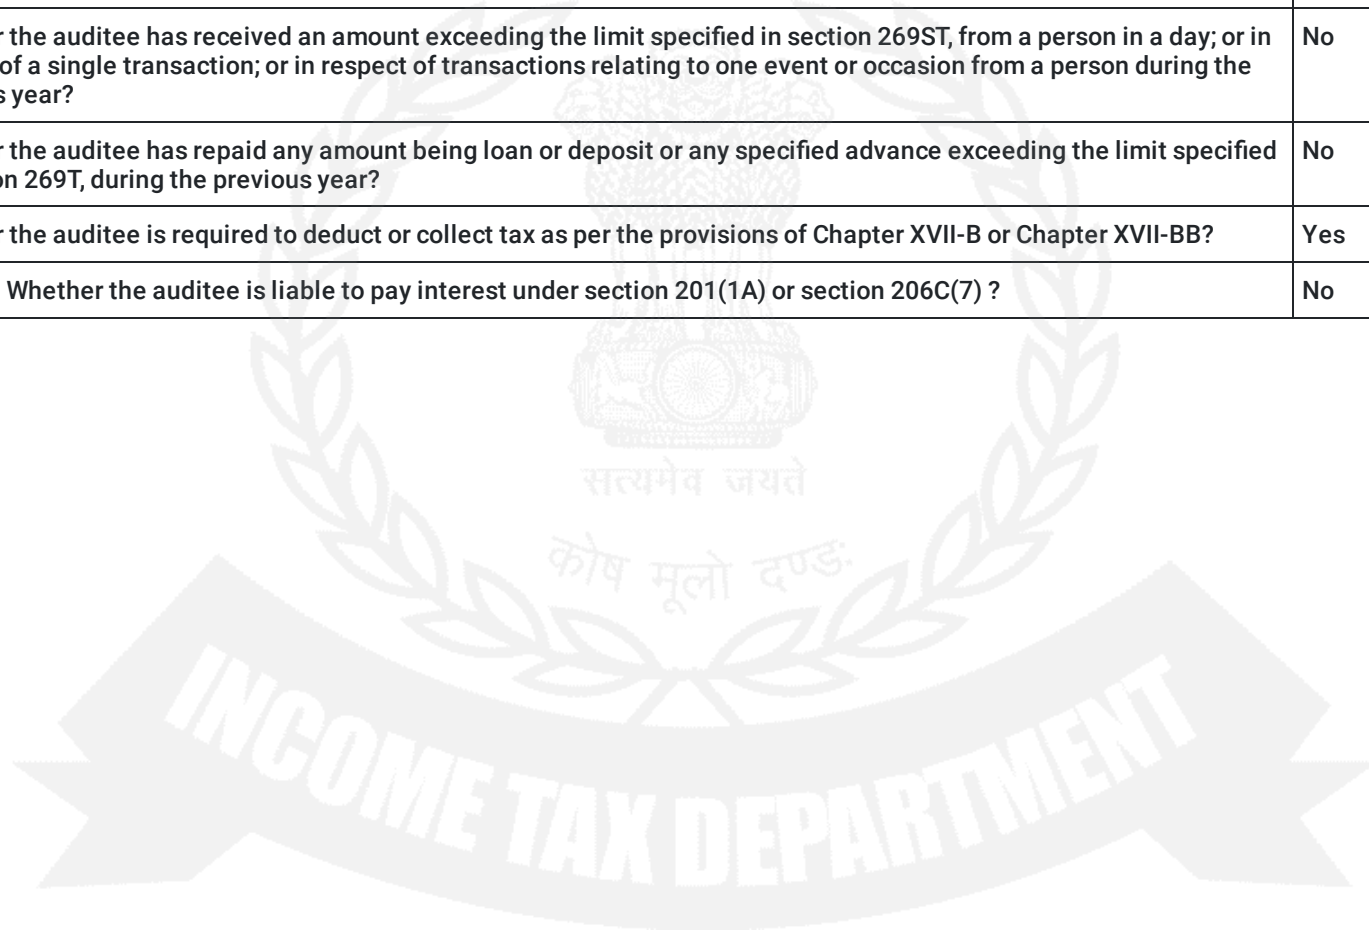 r the auditee has received an amount exceeding the limit specified in section 269ST, from a person in a day; or in
of a single transaction; or in respect of transactions relating to one event or occasion from a person during the
s year?
No
r the auditee has repaid any amount being loan or deposit or any specified advance exceeding the limit specified
on 269T, during the previous year?
No
r the auditee is required to deduct or collect tax as per the provisions of Chapter XVII-B or Chapter XVII-BB?
Yes
Whether the auditee is liable to pay interest under section 201(1A) or section 206C(7) ?
No
सत्यमेव जयते
कोष मूलो दण्डः
INCOME TAX DEPARTMENT